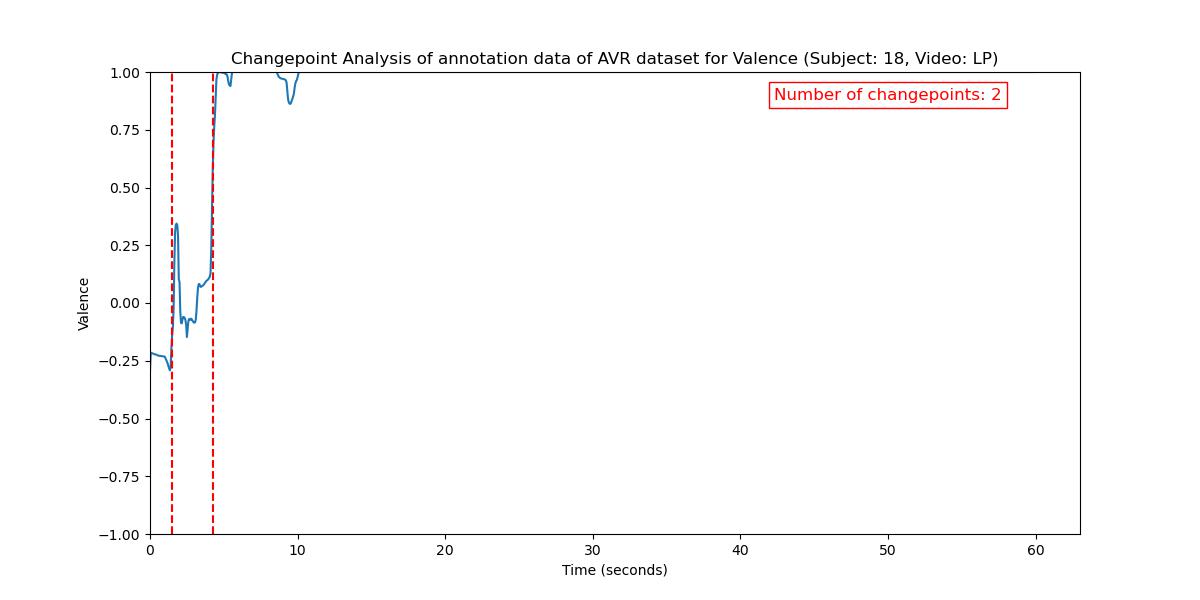 Changepoint Analysis of annotation data of AVR dataset for Valence (Subject: 18, Video: LP)
Number of changepoints: 2
Valence
1.00
0.75
0.50
0.25
0.00
−0.25
−0.50
−0.75
−1.00
0 10 20 30 40 50 60
Time (seconds)